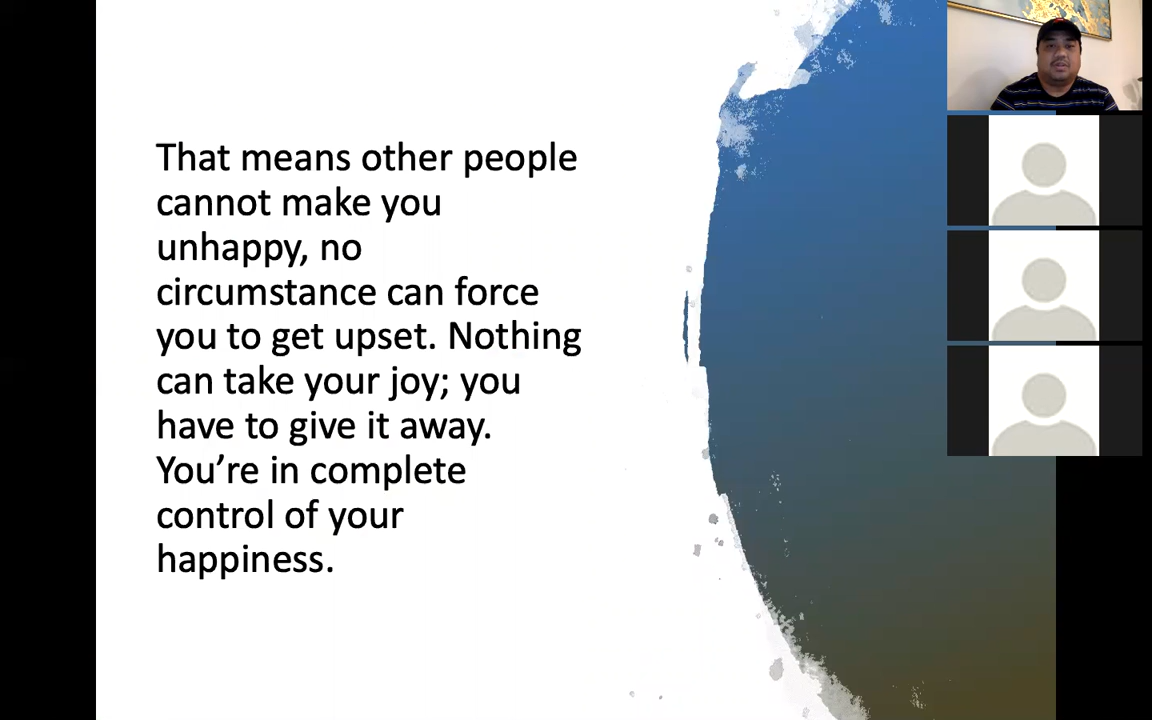 That means other people
cannot make you
unhappy, no
circumstance can force
you to get upset. Nothing
can take your joy; you
have to give it away.
You’re in complete
control of your
happiness.